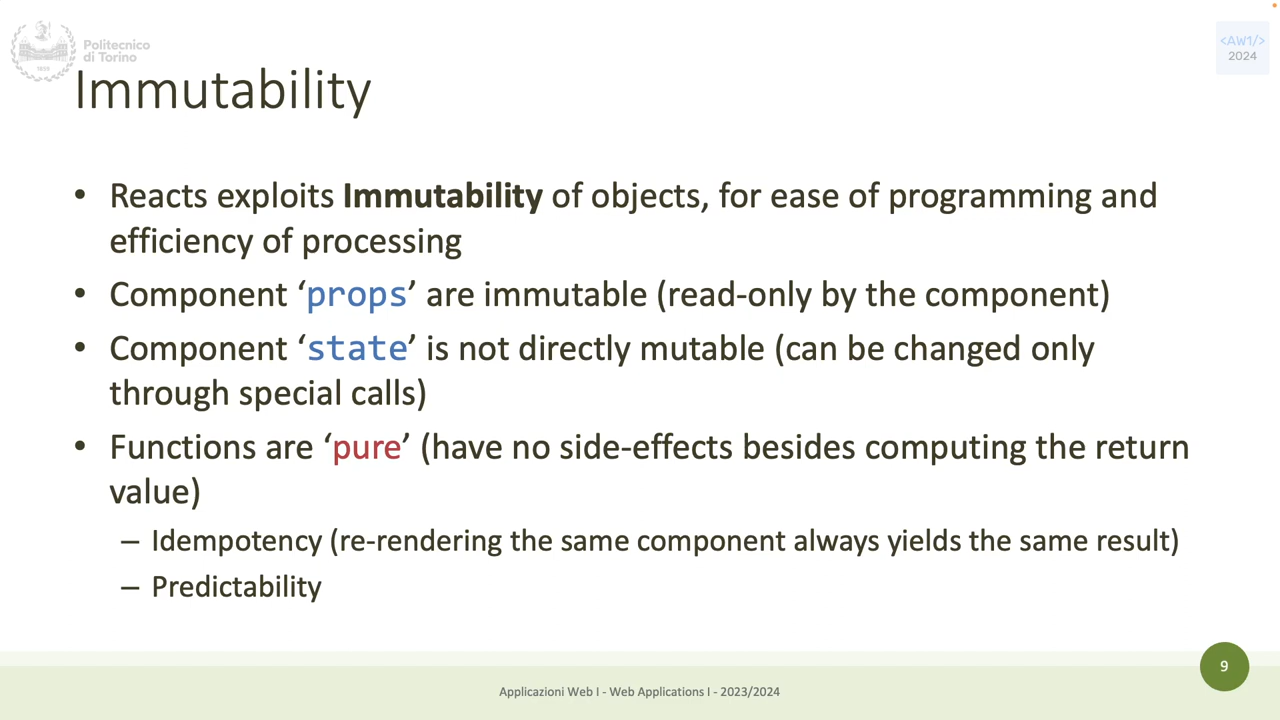 Politecnico
di Torino
1859
<AW1/>
2024
Immutability
• Reacts exploits Immutability of objects, for ease of programming and
efficiency of processing
• Component ‘props’ are immutable (read-only by the component)
• Component ‘state’ is not directly mutable (can be changed only
through special calls)
• Functions are ‘pure’ (have no side-effects besides computing the return
value)
– Idempotency (re-rendering the same component always yields the same result)
– Predictability
9
Applicazioni Web I - Web Applications I - 2023/2024